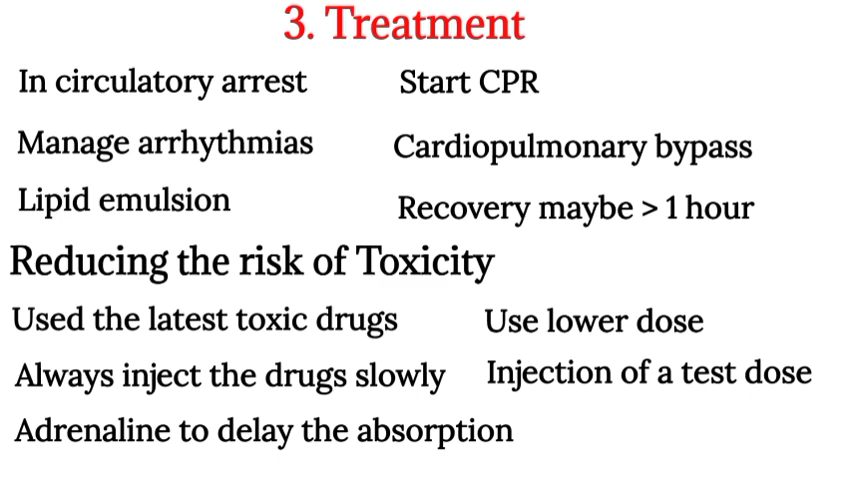 3. Treatment
In circulatory arrest
Start CPR
Manage arrhythmias
Cardiopulmonary bypass
Lipid emulsion
Recovery maybe > 1 hour
Reducing the risk of Toxicity
Used the latest toxic drugs
Use lower dose
Always inject the drugs slowly
Injection of a test dose
Adrenaline to delay the absorption